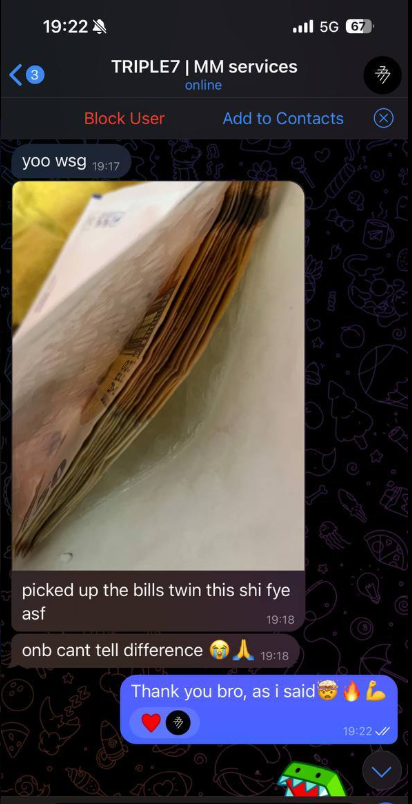 19:22
5G 67
3
TRIPLE7 | MM services
online
Block User
Add to Contacts
yoo wsg 19:17
picked up the bills twin this shi fye
asf
19:18
onb cant tell difference 😭🙏 19:18
Thank you bro, as i said🤯🔥💪
19:22